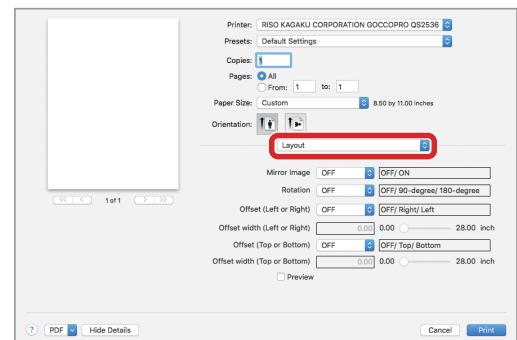 Printer: RISO KAGAKU CORPORATION GOCCOPRO QS2536
Presets: Default Settings
Copies: 1
Pages: All
From: 1 to: 1
Paper Size: Custom 8.50 by 11.00 inches
Orientation:
Layout
Mirror Image OFF OFF/ ON
<< < 1 of 1 > >>
Rotation OFF OFF/ 90-degree/ 180-degree
Offset (Left or Right) OFF OFF/ Right/ Left
Offset width (Left or Right) 0.00 0.00 28.00 inch
Offset (Top or Bottom) OFF OFF/ Top/ Bottom
Offset width (Top or Bottom) 0.00 0.00 28.00 inch
Preview
? PDF Hide Details Cancel Print